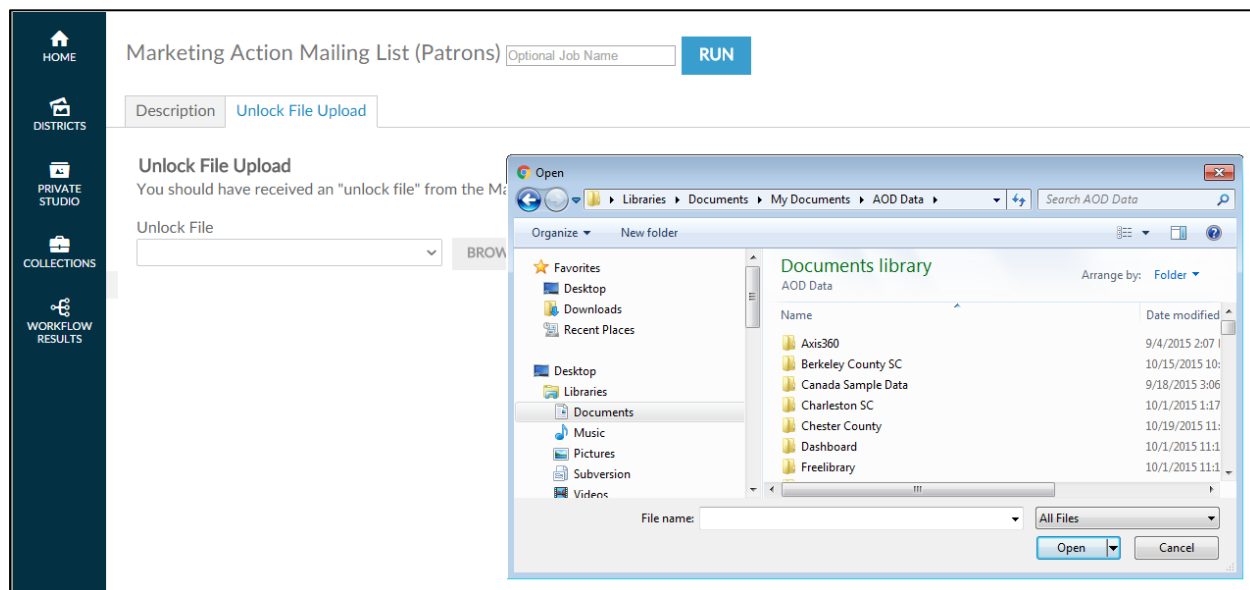 HOME
DISTRICTS
PRIVATE
STUDIO
COLLECTIONS
WORKFLOW
RESULTS
Marketing Action Mailing List (Patrons) Optional Job Name RUN
Description Unlock File Upload
Unlock File Upload
You should have received an "unlock file" from the Ma
Unlock File
BROW
Open
Libraries Documents My Documents AOD Data Search AOD Data
Organize New folder
Favorites
Desktop
Downloads
Recent Places
Desktop
Libraries
Documents
Music
Pictures
Subversion
Videos
Documents library
AOD Data
Arrange by: Folder
Name Date modified
Axis360 9/4/2015 2:07
Berkeley County SC 10/15/2015 10:
Canada Sample Data 9/18/2015 3:06
Charleston SC 10/1/2015 1:17
Chester County 10/19/2015 11:
Dashboard 10/1/2015 11:1
Freelibrary 10/1/2015 11:1
File name: All Files
Open Cancel